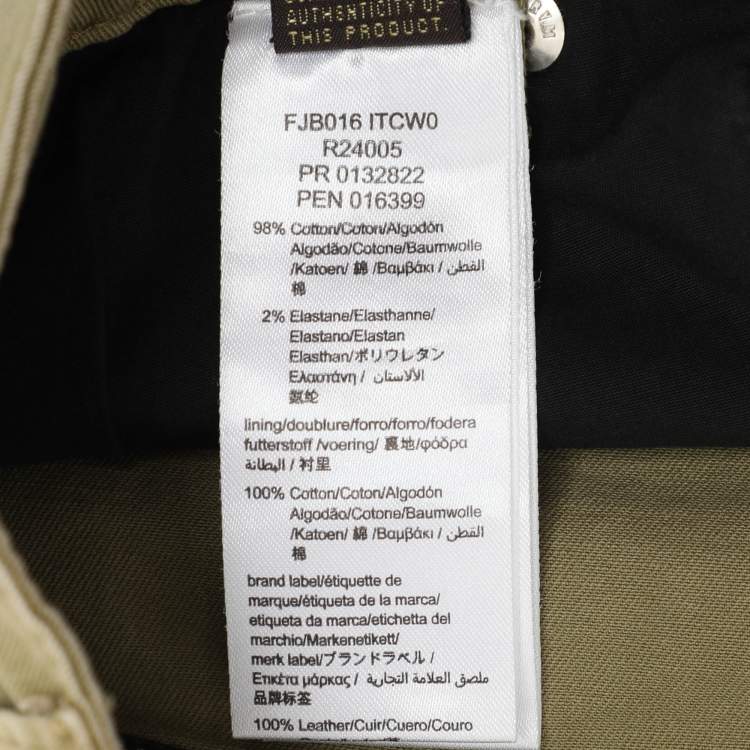 AUTHENTICITY OF
THIS PRODUCT.
FJB016 ITCW0
R24005
PR 0132822
PEN 016399
98% Cotton/Coton/Algodón
Algodão/Cotone/Baumwolle
/Katoen/ 綿 /Βαμβάκι / القطن
棉
2% Elastane/Elasthanne/
Elastano/Elastan
Elasthan/ポリウレタン
Ελαστάνη / الألاستان
氨纶
lining/doublure/forro/forro/fodera
futterstoff /voering/ 裏地/φόδρα
البطانة / 衬里
100% Cotton/Coton/Algodón
Algodão/Cotone/Baumwolle
/Katoen/ 綿 /Βαμβάκι / القطن
棉
brand label/étiquette de
marque/étiqueta de la marca/
etiqueta da marca/etichetta del
marchio/Markenetikett/
merk label/ブランドラベル /
Ετικέτα μάρκας / ملصق العلامة التجارية
品牌标签
100% Leather/Cuir/Cuero/Couro